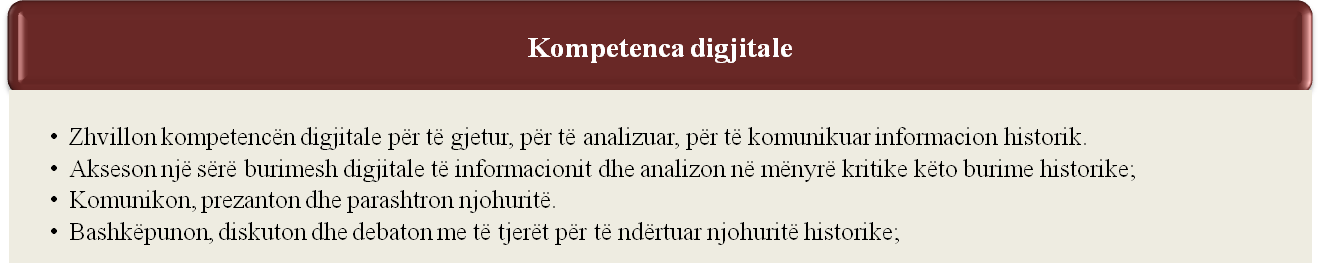 Kompetenca digjitale
• Zhvillon kompetencën digjitale për të gjetur, për të analizuar, për të komunikuar informacion historik.
• Akseson një sërë burimesh digjitale të informacionit dhe analizon në mënyrë kritike këto burime historike;
• Komunikon, prezanton dhe parashtron njohuritë.
• Bashkëpunon, diskuton dhe debaton me të tjerët për të ndërtuar njohuritë historike;